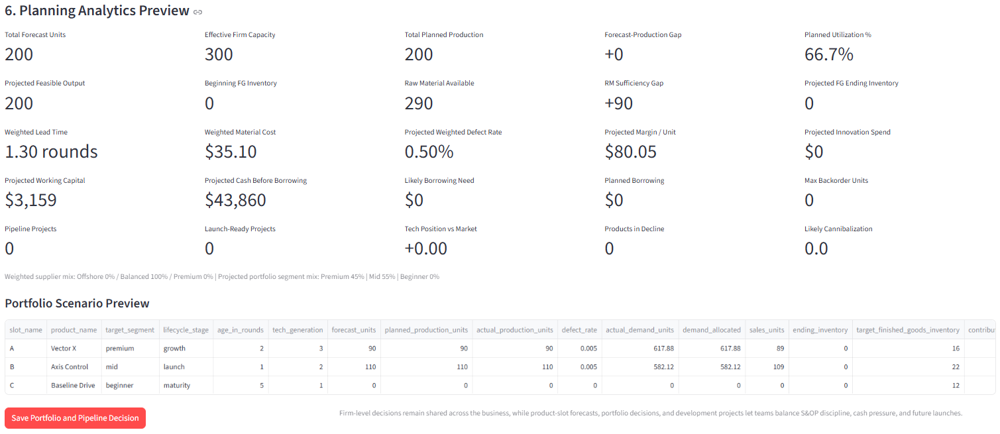 6. Planning Analytics Preview
Total Forecast Units Effective Firm Capacity Total Planned Production Forecast-Production Gap Planned Utilization %
200 300 200 +0 66.7%
Projected Feasible Output Beginning FG Inventory Raw Material Available RM Sufficiency Gap Projected FG Ending Inventory
200 0 290 +90 0
Weighted Lead Time Weighted Material Cost Projected Weighted Defect Rate Projected Margin / Unit Projected Innovation Spend
1.30 rounds $35.10 0.50% $80.05 $0
Projected Working Capital Projected Cash Before Borrowing Likely Borrowing Need Planned Borrowing Max Backorder Units
$3,159 $43,860 $0 $0 0
Pipeline Projects Launch-Ready Projects Tech Position vs Market Products in Decline Likely Cannibalization
0 0 +0.00 0 0.0
Weighted supplier mix: Offshore 0% / Balanced 100% / Premium 0% | Projected portfolio segment mix: Premium 45% | Mid 55% | Beginner 0%
Portfolio Scenario Preview
slot_name product_name target_segment lifecycle_stage age_in_rounds tech_generation forecast_units planned_production_units actual_production_units defect_rate actual_demand_units demand_allocated sales_units ending_inventory target_finished_goods_inventory contribu
A Vector X premium growth 2 3 90 90 90 0.005 617.88 617.88 89 0 16
B Axis Control mid launch 1 2 110 110 110 0.005 582.12 582.12 109 0 22
C Baseline Drive beginner maturity 5 1 0 0 0 0 0 0 0 0 12
Save Portfolio and Pipeline Decision
Firm-level decisions remain shared across the business, while product-slot forecasts, portfolio decisions, and development projects let teams balance S&OP discipline, cash pressure, and future launches.